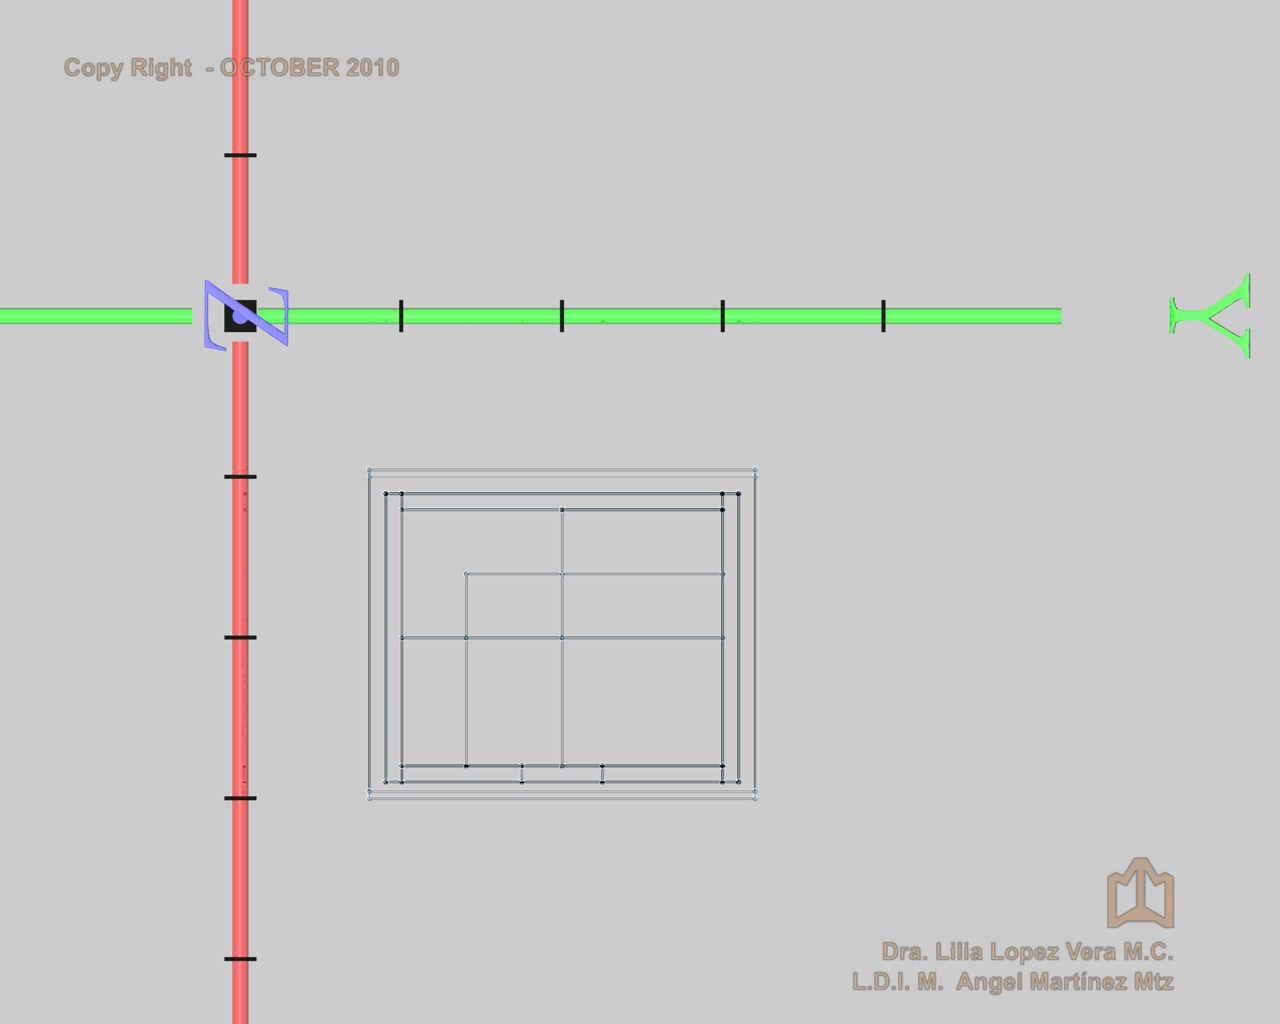 Copy Right  - OCTOBER 2010
Z
Y
Dra. Lilia Lopez Vera M.C.
L.D.I. M.  Angel Martínez Mtz